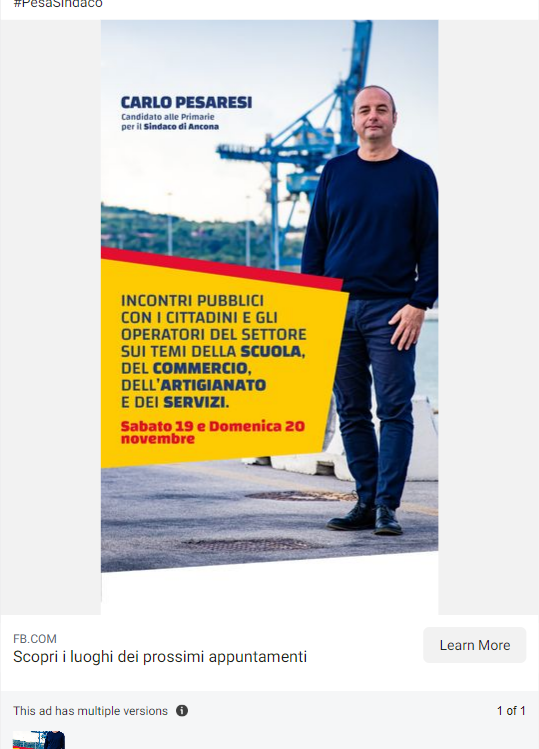 #PesaSindaco
CARLO PESARESI
Candidato alle Primarie
per il Sindaco di Ancona
INCONTRI PUBBLICI
CON I CITTADINI E GLI
OPERATORI DEL SETTORE
SUI TEMI DELLA SCUOLA,
DEL COMMERCIO,
DELL'ARTIGIANATO
E DEI SERVIZI.
Sabato 19 e Domenica 20
novembre
FB.COM
Scopri i luoghi dei prossimi appuntamenti
Learn More
This ad has multiple versions
1 of 1